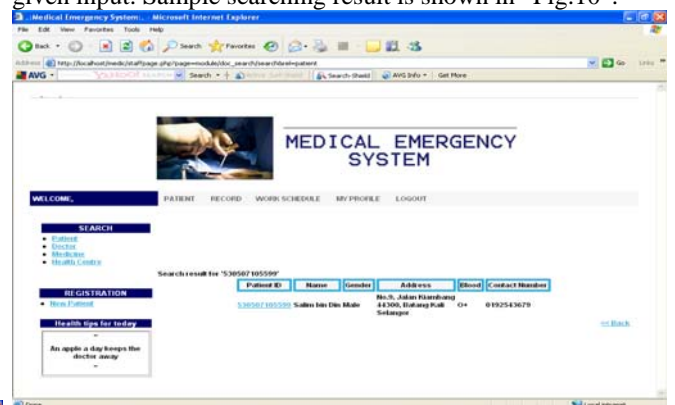 given input. Sample searching result is shown in "Fig.10".
Medical Emergency System:. - Microsoft Internet Explorer
File Edit View Favorites Tools Help
Back Search Favorites
Address http://localhost/medic/staffpage.php?page=module/doc_search/search&rel=patient Go Links
AVG Search Search-Shield AVG Info Get More
MEDICAL EMERGENCY
SYSTEM
WELCOME, PATIENT RECORD WORK SCHEDULE MY PROFILE LOGOUT
SEARCH
Patient
Doctor
Medicine
Health Centre
Search result for '530507105599'
Patient ID Name Gender Address Blood Contact Number
530507105599 Salim bin Din Male No.9, Jalan Kiambang 44300, Batang Kali Selangor O+ 0192543679
REGISTRATION
New Patient
<< Back
Health tips for today
~
An apple a day keeps the
doctor away
~
Done Local intranet